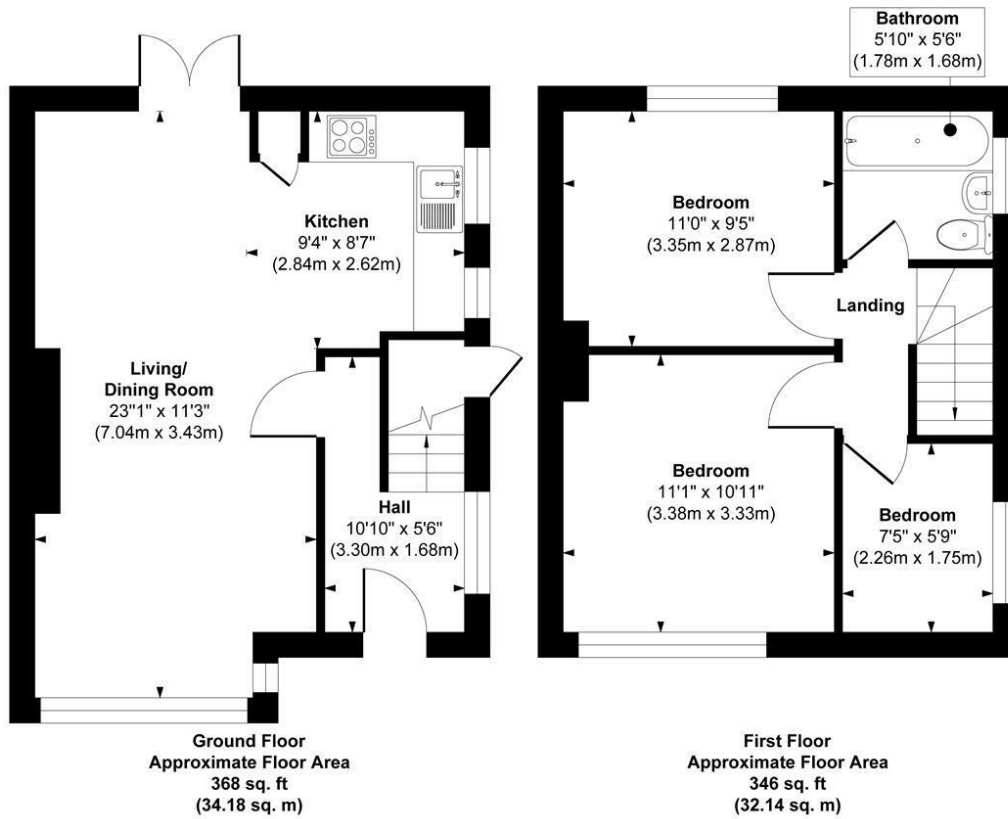 Bathroom
5'10" x 5'6"
(1.78m x 1.68m)
Kitchen
9'4" x 8'7"
(2.84m x 2.62m)
Living/
Dining Room
23'1" x 11'3"
(7.04m x 3.43m)
Hall
10'10" x 5'6"
(3.30m x 1.68m)
Ground Floor
Approximate Floor Area
368 sq. ft
(34.18 sq. m)
Bedroom
11'0" x 9'5"
(3.35m x 2.87m)
Landing
Bedroom
11'1" x 10'11"
(3.38m x 3.33m)
Bedroom
7'5" x 5'9"
(2.26m x 1.75m)
First Floor
Approximate Floor Area
346 sq. ft
(32.14 sq. m)